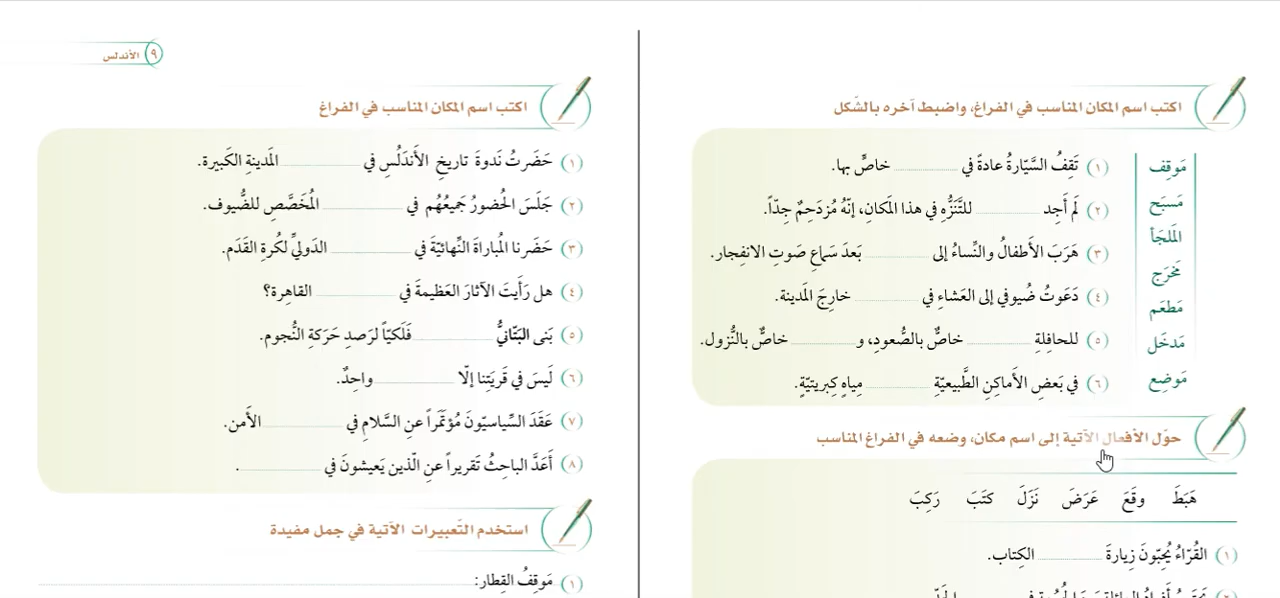 اكتب اسم المكان المناسب في الفراغ، واضبط آخره بالشّكل
مَوقِف
مَسبَح
المَلجَأ
مَخْرَج
مَطعَم
مَدخَل
مَوضِع
(١) تَقِفُ السَّيّارةُ عادةً في ............ خاصٍّ بها.
(٢) لَم أَجِد ............ للتَّنَزُّهِ في هذا المَكانِ، إنّهُ مُزدَحِمٌ جِدّاً.
(٣) هَرَبَ الأَطفالُ والنِّساءُ إلى ............ بَعدَ سَماعِ صَوتِ الانفِجار.
(٤) دَعَوتُ ضُيوفي إلى العَشاءِ في ............ خارِجَ المَدينة.
(٥) للحافِلةِ ............ خاصٌّ بالصُّعودِ، و............ خاصٌّ بالنُّزول.
(٦) في بَعضِ الأَماكِنِ الطَّبيعيّةِ ............ مِياهٍ كِبريتيّةٍ.
حوّل الأفعال الآتية إلى اسم مكان، وضعه في الفراغ المناسب
هَبَطَ وقَعَ عَرَضَ نَزَلَ كتَبَ رَكِبَ
(١) القُرّاءُ يُحِبّونَ زِيارةَ ............ الكِتاب.
٩ الأندلس
اكتب اسم المكان المناسب في الفراغ
(١) حَضَرتُ نَدوةَ تاريخِ الأَندَلُسِ في ............ المَدينةِ الكَبيرة.
(٢) جَلَسَ الحُضورُ جَميعُهُم في ............ المُخَصَّصِ للضُّيوف.
(٣) حَضَرنا المُباراةَ النِّهائيّةَ في ............ الدَوليِّ لكُرةِ القَدَم.
(٤) هل رَأيتَ الآثارَ العَظيمةَ في ............ القاهِرة؟
(٥) بَنى البَتّانيُّ ............ فَلَكيّاً لرَصدِ حَرَكةِ النُّجوم.
(٦) لَيسَ في قَريَتِنا إلّا ............ واحِدٌ.
(٧) عَقَدَ السِّياسيّونَ مُؤتَمَراً عنِ السَّلامِ في ............ الأَمن.
(٨) أَعَدَّ الباحِثُ تَقريراً عنِ الّذين يَعيشونَ في ............ .
استخدم التّعبيرات الآتية في جمل مفيدة
(١) مَوقِفُ القِطار: